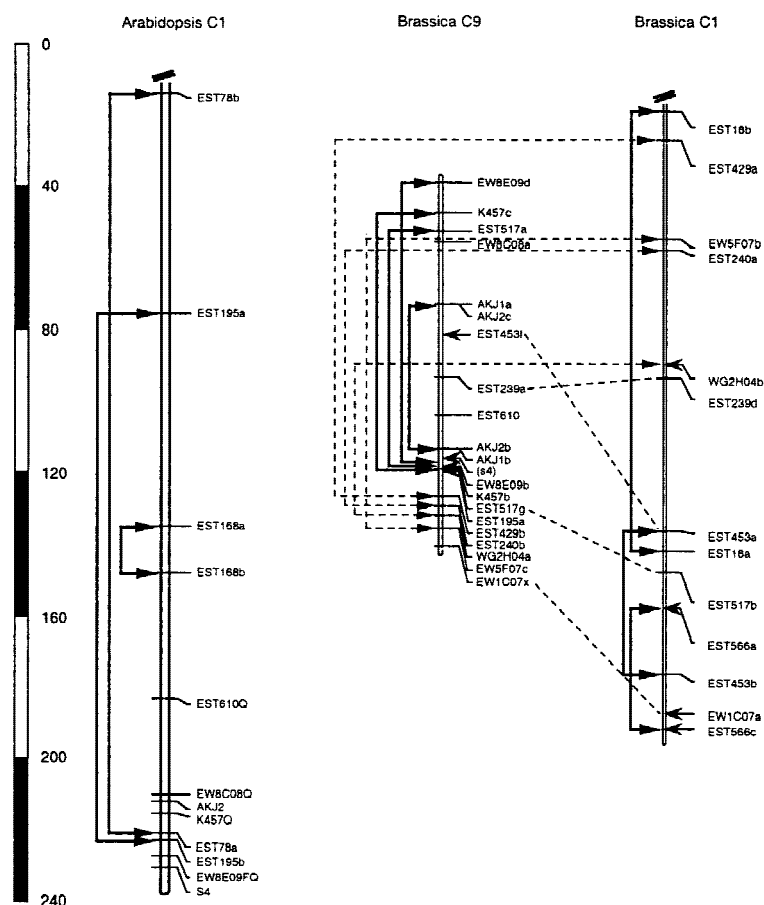 Arabidopsis C1
Brassica C9
Brassica C1
0
40
80
120
160
200
240
EST78b
EST195a
EST168a
EST168b
EST610Q
EW8C08Q
AKJ2
K457Q
EST78a
EST195b
EW8E09FQ
S4
EW8E09d
K457c
EST517a
EW8C08a
AKJ1a
AKJ2c
EST453l
EST239a
EST610
AKJ2b
AKJ1b
(s4)
EW8E09b
K457b
EST517g
EST195a
EST429b
EST240b
WG2H04a
EW5F07c
EW1C07x
EST18b
EST429a
EW5F07b
EST240a
WG2H04b
EST239d
EST453a
EST18a
EST517b
EST566a
EST453b
EW1C07a
EST566c